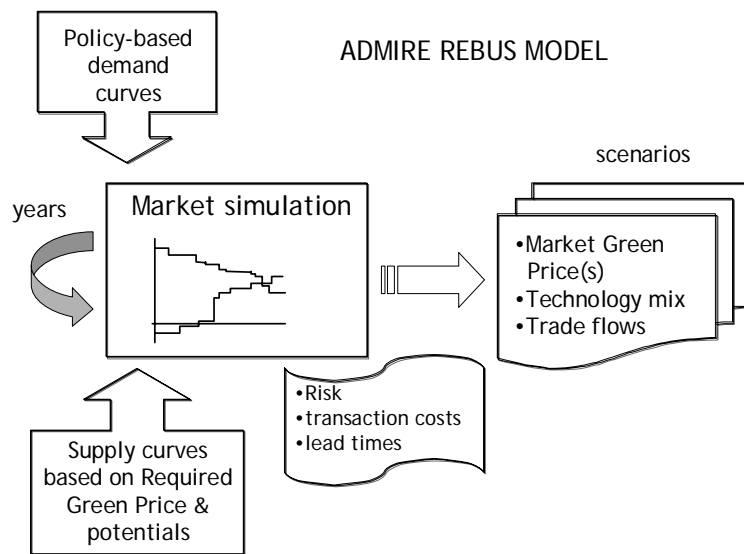 Policy-based
demand
curves
ADMIRE REBUS MODEL
scenarios
years
Market simulation
•Market Green
Price(s)
•Technology mix
•Trade flows
•Risk
•transaction costs
•lead times
Supply curves
based on Required
Green Price &
potentials